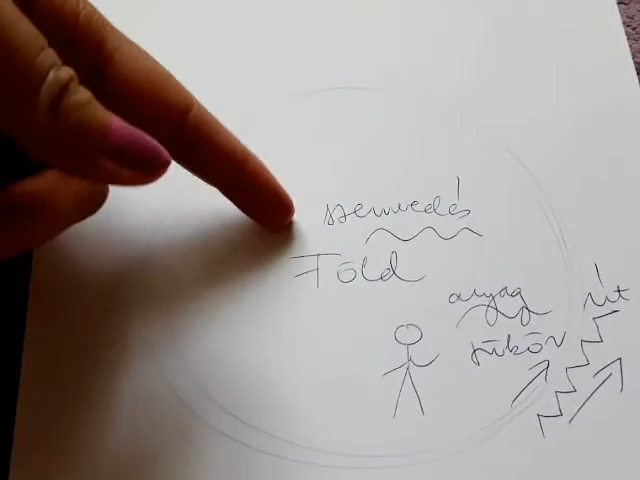 szenvedés
Föld
anyag
tükör
út